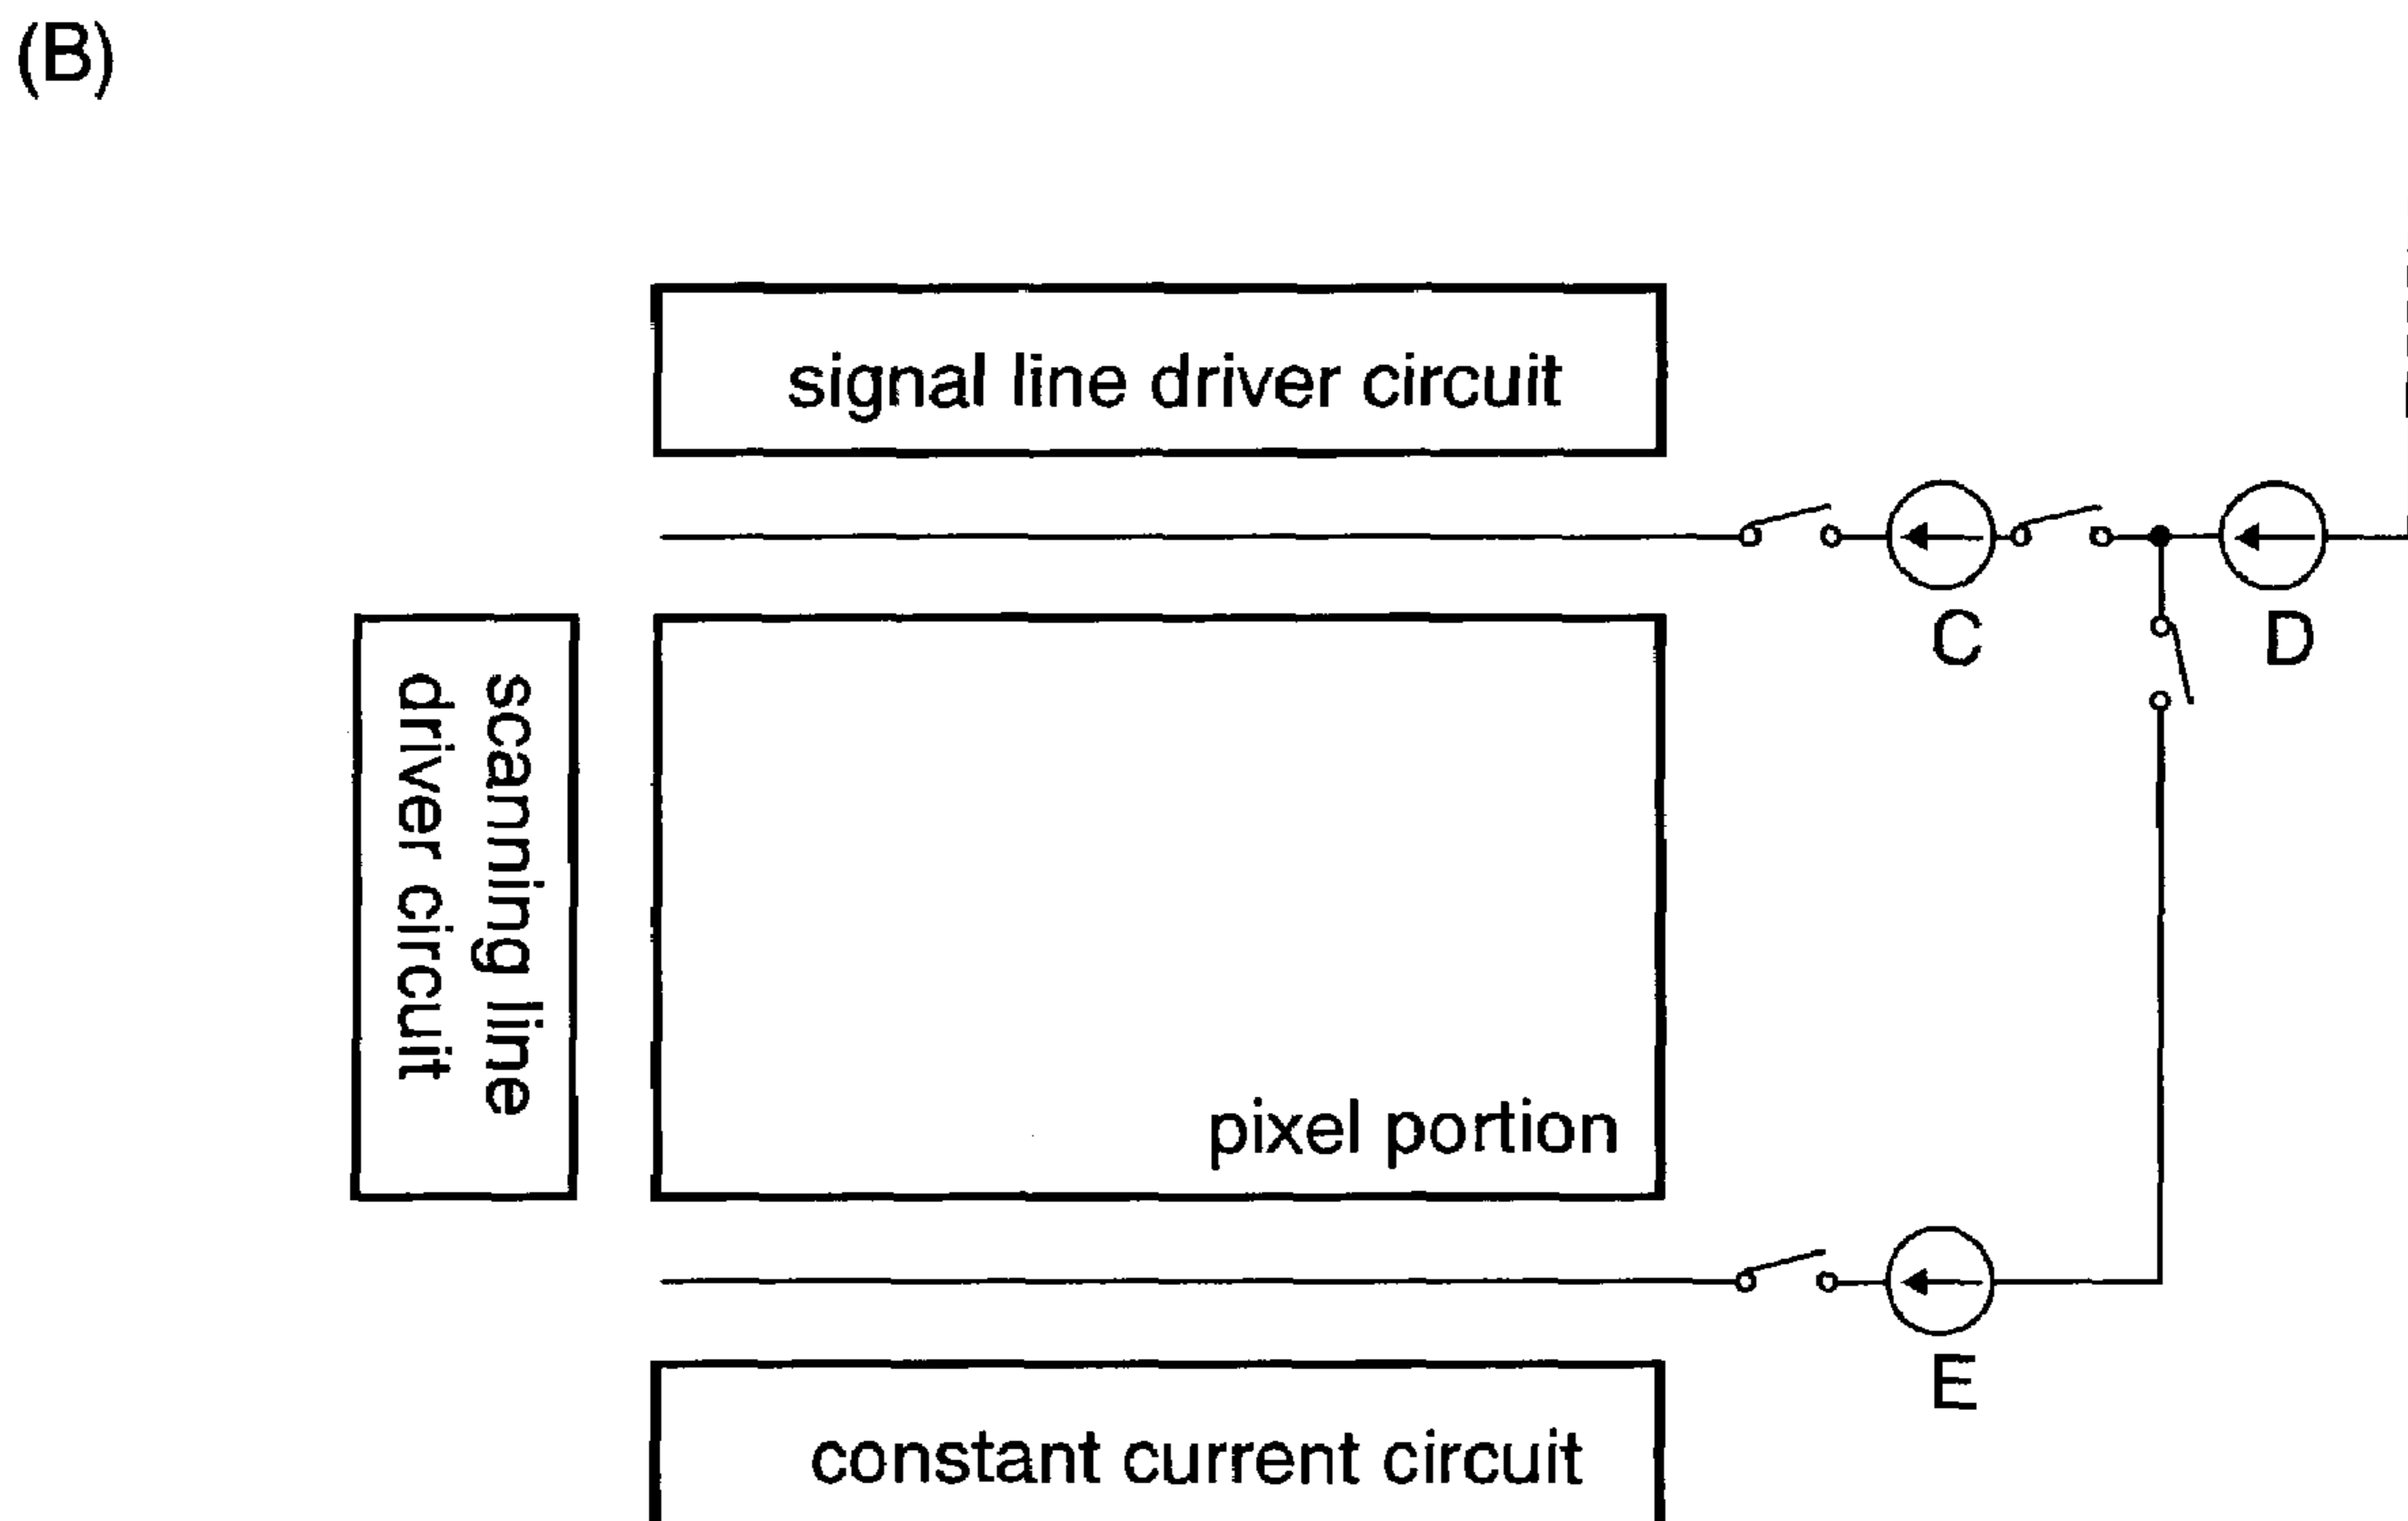 (B)
signal line driver circuit
C
D
scanning line
driver circuit
pixel portion
E
constant current circuit